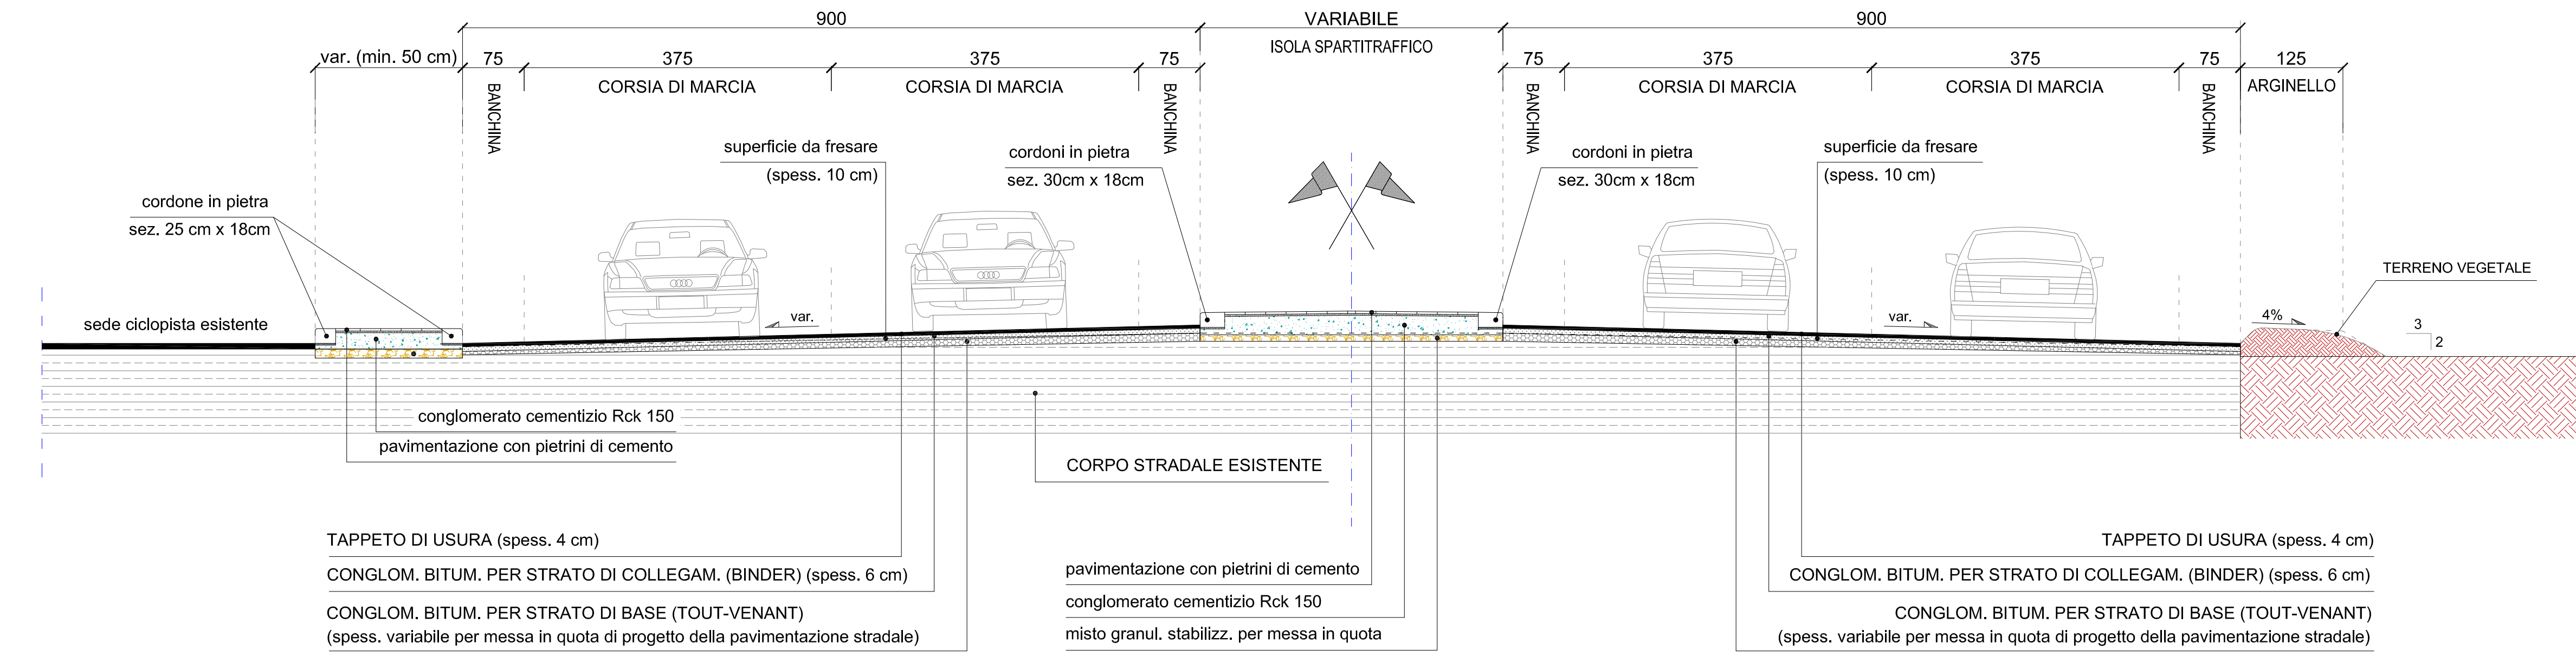 900
VARIABILE
900
ISOLA SPARTITRAFFICO
var. (min. 50 cm)
75
375
375
75
75
375
375
75
125
BANCHINA
CORSIA DI MARCIA
CORSIA DI MARCIA
BANCHINA
BANCHINA
CORSIA DI MARCIA
CORSIA DI MARCIA
BANCHINA
ARGINELLO
superficie da fresare
(spess. 10 cm)
cordoni in pietra
sez. 30cm x 18cm
cordoni in pietra
sez. 30cm x 18cm
superficie da fresare
(spess. 10 cm)
cordone in pietra
sez. 25 cm x 18cm
TERRENO VEGETALE
sede ciclopista esistente
var.
var.
4%
3
2
conglomerato cementizio Rck 150
pavimentazione con pietrini di cemento
CORPO STRADALE ESISTENTE
TAPPETO DI USURA (spess. 4 cm)
CONGLOM. BITUM. PER STRATO DI COLLEGAM. (BINDER) (spess. 6 cm)
CONGLOM. BITUM. PER STRATO DI BASE (TOUT-VENANT)
(spess. variabile per messa in quota di progetto della pavimentazione stradale)
pavimentazione con pietrini di cemento
conglomerato cementizio Rck 150
misto granul. stabilizz. per messa in quota
TAPPETO DI USURA (spess. 4 cm)
CONGLOM. BITUM. PER STRATO DI COLLEGAM. (BINDER) (spess. 6 cm)
CONGLOM. BITUM. PER STRATO DI BASE (TOUT-VENANT)
(spess. variabile per messa in quota di progetto della pavimentazione stradale)